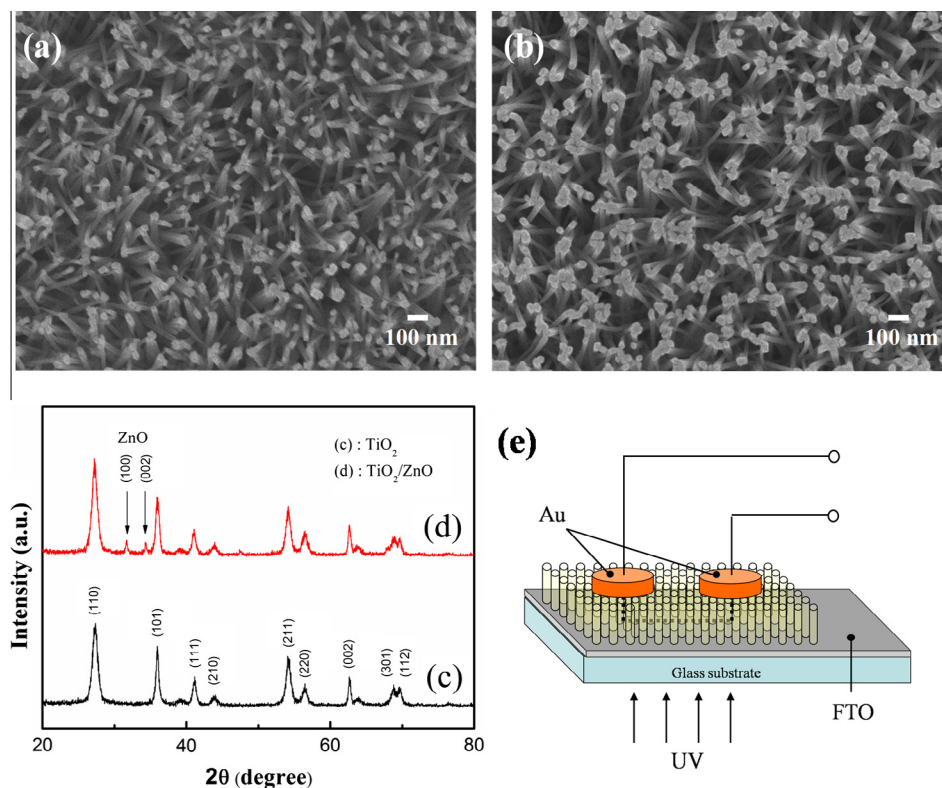 (a)
100 nm
(b)
100 nm
ZnO
(100)
(002)
(c) : TiO₂
(d) : TiO₂/ZnO
(d)
(110)
(101)
(111)
(210)
(211)
(220)
(002)
(301)
(112)
(c)
Intensity (a.u.)
20 40 60 80
2θ (degree)
(e)
Au
Glass substrate
FTO
UV